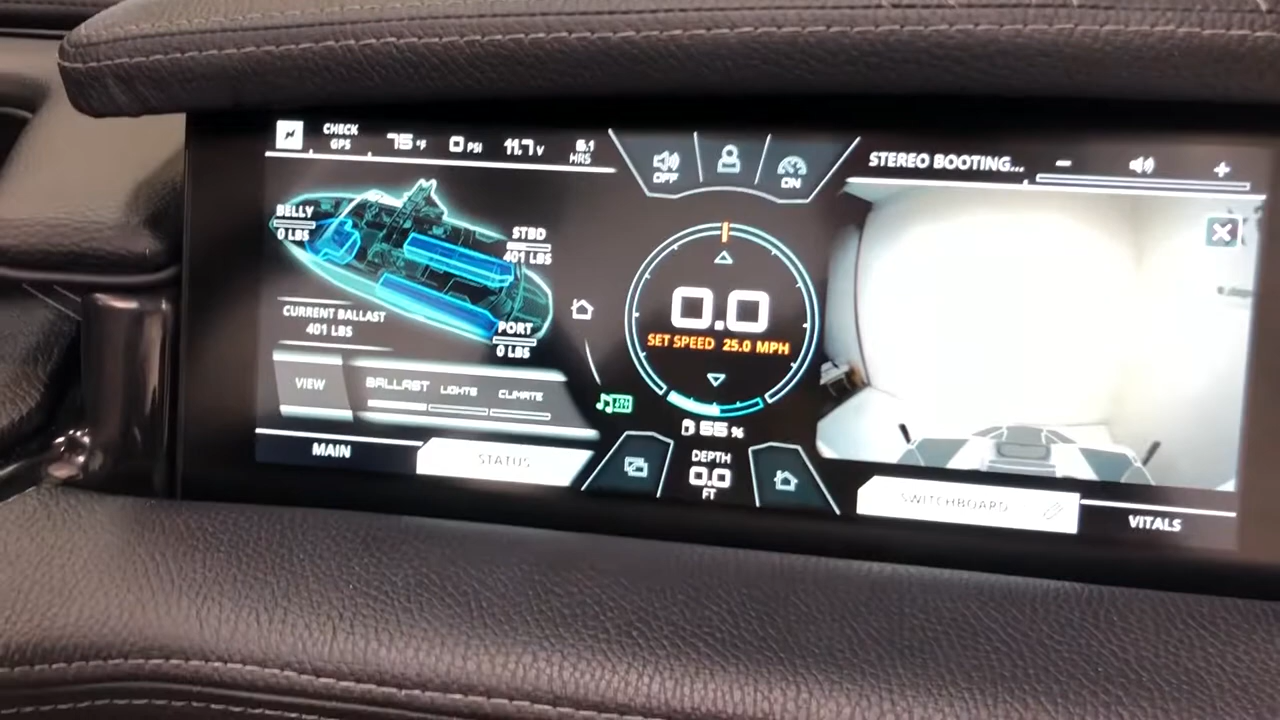 CHECK
GPS
75 °F
0 PSI
11.7 V
6.1
HRS
OFF
ON
STEREO BOOTING...
BELLY
0 LBS
STBD
401 LBS
CURRENT BALLAST
401 LBS
PORT
0 LBS
0.0
SET SPEED 25.0 MPH
VIEW
BALLAST
LIGHTS
CLIMATE
55 %
MAIN
STATUS
DEPTH
0.0
FT
SWITCHBOARD
VITALS